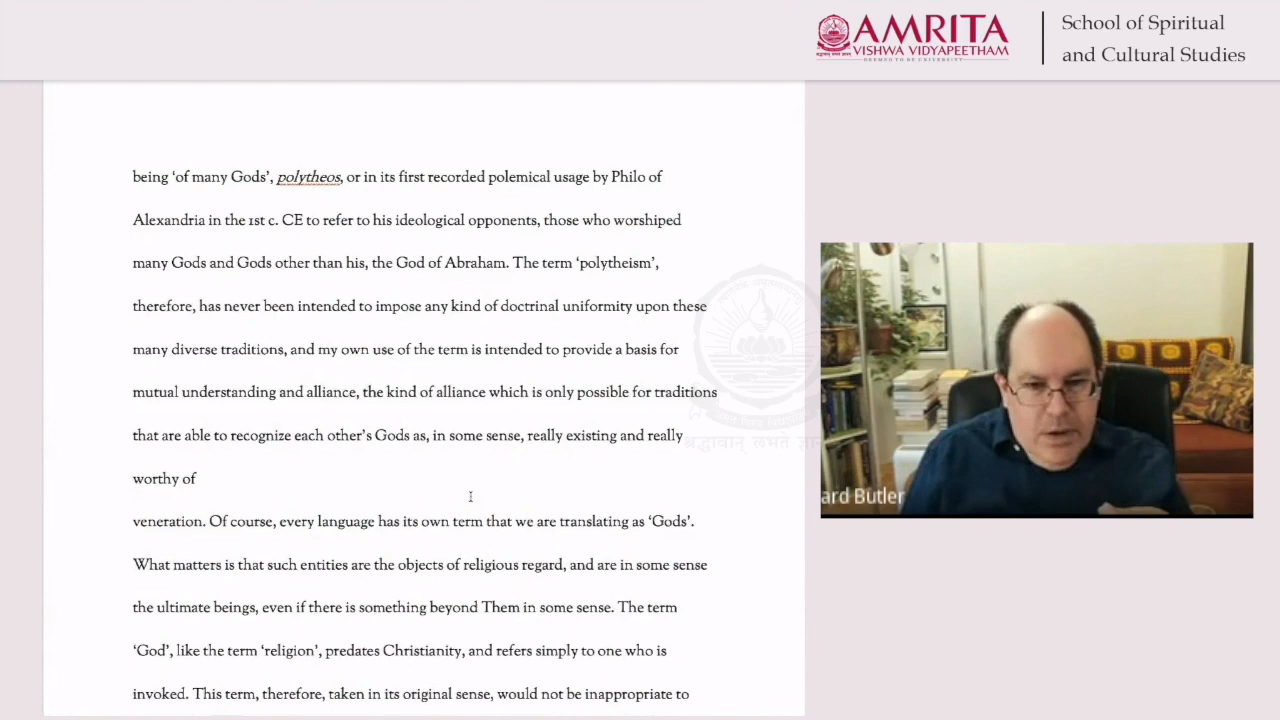 AMRITA
VISHWA VIDYAPEETHAM
DEEMED TO BE UNIVERSITY
School of Spiritual
and Cultural Studies
being ‘of many Gods’, polytheos, or in its first recorded polemical usage by Philo of
Alexandria in the 1st c. CE to refer to his ideological opponents, those who worshiped
many Gods and Gods other than his, the God of Abraham. The term ‘polytheism’,
therefore, has never been intended to impose any kind of doctrinal uniformity upon these
many diverse traditions, and my own use of the term is intended to provide a basis for
mutual understanding and alliance, the kind of alliance which is only possible for traditions
that are able to recognize each other’s Gods as, in some sense, really existing and really
worthy of
veneration. Of course, every language has its own term that we are translating as ‘Gods’.
What matters is that such entities are the objects of religious regard, and are in some sense
the ultimate beings, even if there is something beyond Them in some sense. The term
‘God’, like the term ‘religion’, predates Christianity, and refers simply to one who is
invoked. This term, therefore, taken in its original sense, would not be inappropriate to
श्रद्धावान् लभते
ard Butler